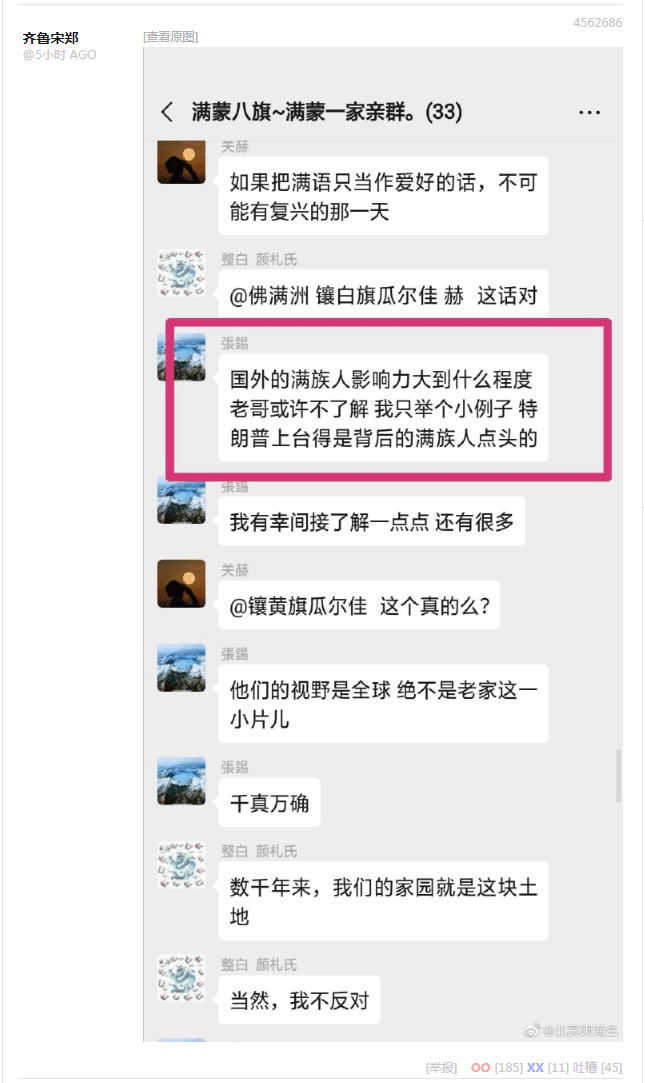 4562686
齐鲁宋郑
[查看原图]
@5小时 AGO
满蒙八旗~满蒙一家亲群。(33)
关赫
如果把满语只当作爱好的话，不可
能有复兴的那一天
整白 颜札氏
@佛满洲 镶白旗瓜尔佳 赫 这话对
張錫
国外的满族人影响力大到什么程度
老哥或许不了解 我只举个小例子 特
朗普上台得是背后的满族人点头的
張錫
我有幸间接了解一点点 还有很多
关赫
@镶黄旗瓜尔佳 这个真的么？
張錫
他们的视野是全球 绝不是老家这一
小片儿
張錫
千真万确
整白 颜札氏
数千年来，我们的家园就是这块土
地
整白 颜札氏
当然，我不反对
[举报] OO [185] XX [11] 吐槽 [45]